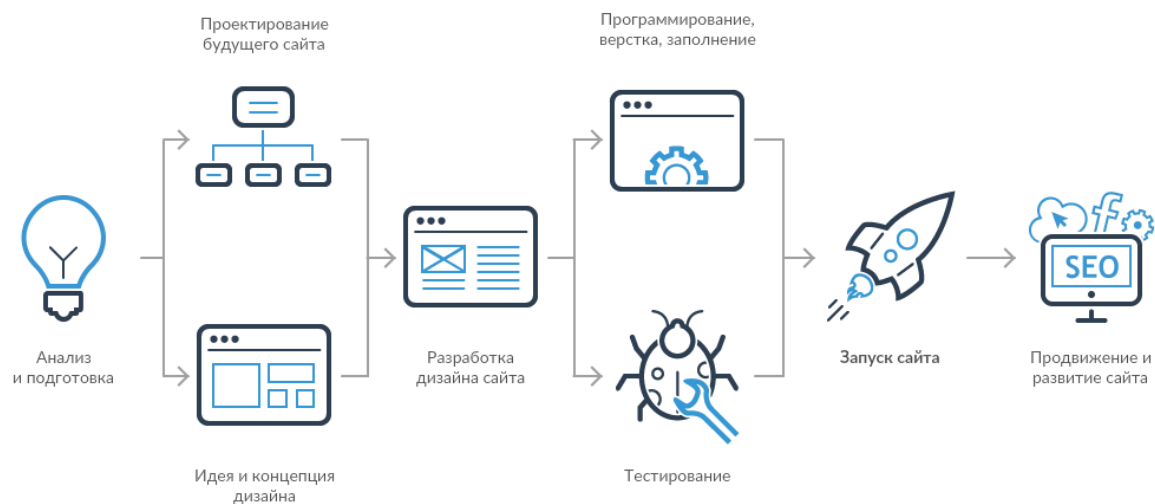 Проектирование
будущего сайта
Программирование,
верстка, заполнение
SEO
Анализ
и подготовка
Разработка
дизайна сайта
Запуск сайта
Продвижение и
развитие сайта
Идея и концепция
дизайна
Тестирование